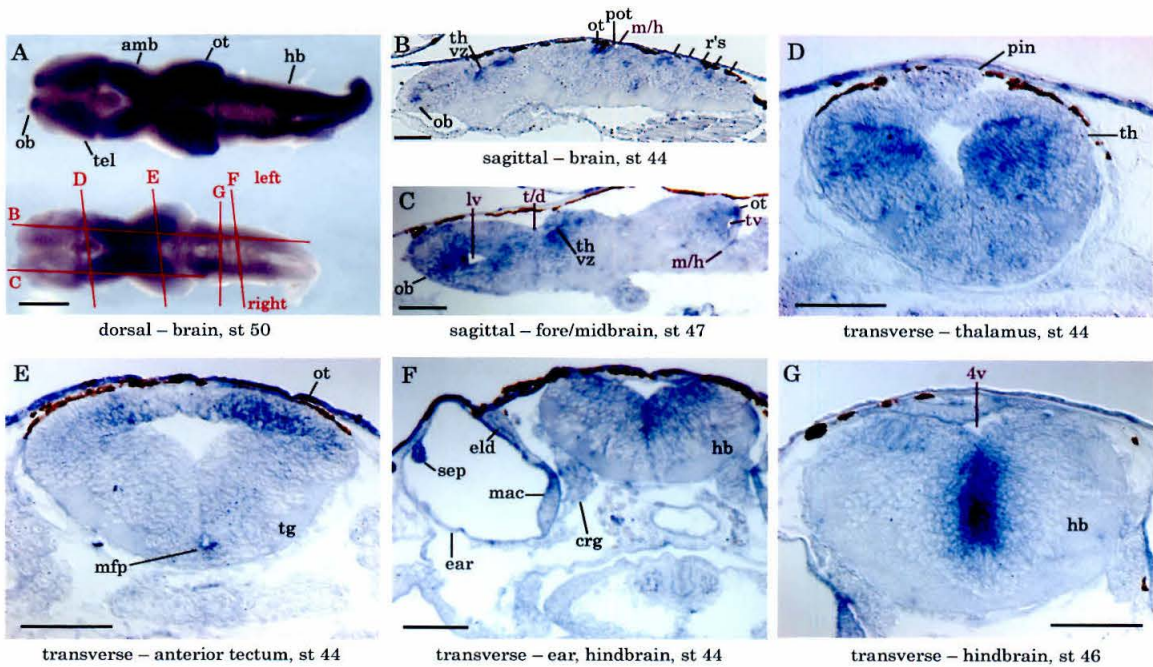 A
amb
ot
hb
ob
tel
D
E
G
F
left
B
C
right
dorsal – brain, st 50
B
th
vz
ot
pot
m/h
r's
ob
sagittal – brain, st 44
C
lv
t/d
ot
tv
th
vz
ob
m/h
sagittal – fore/midbrain, st 47
D
pin
th
transverse – thalamus, st 44
E
ot
tg
mfp
transverse – anterior tectum, st 44
F
eld
hb
sep
mac
crg
ear
transverse – ear, hindbrain, st 44
G
4v
hb
transverse – hindbrain, st 46